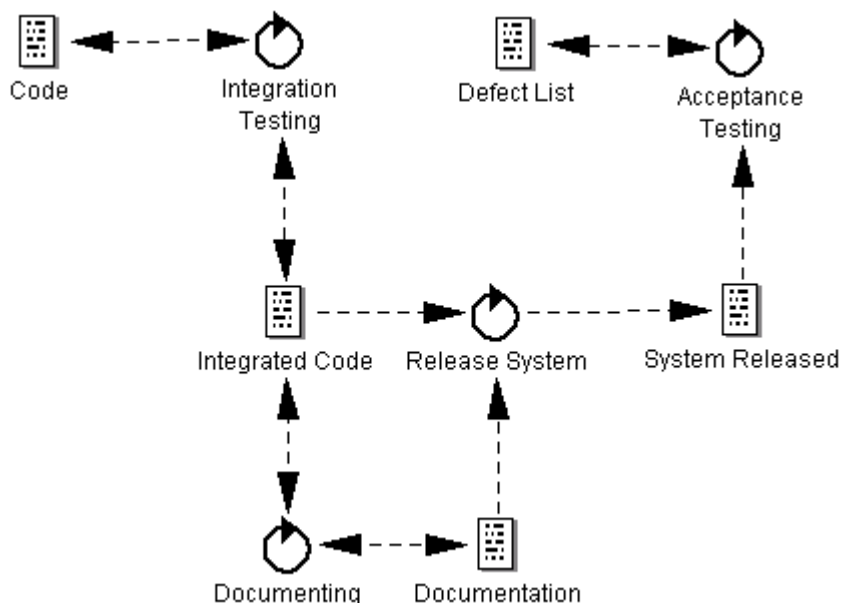 Code
Integration
Testing
Defect List
Acceptance
Testing
Integrated Code
Release System
System Released
Documenting
Documentation